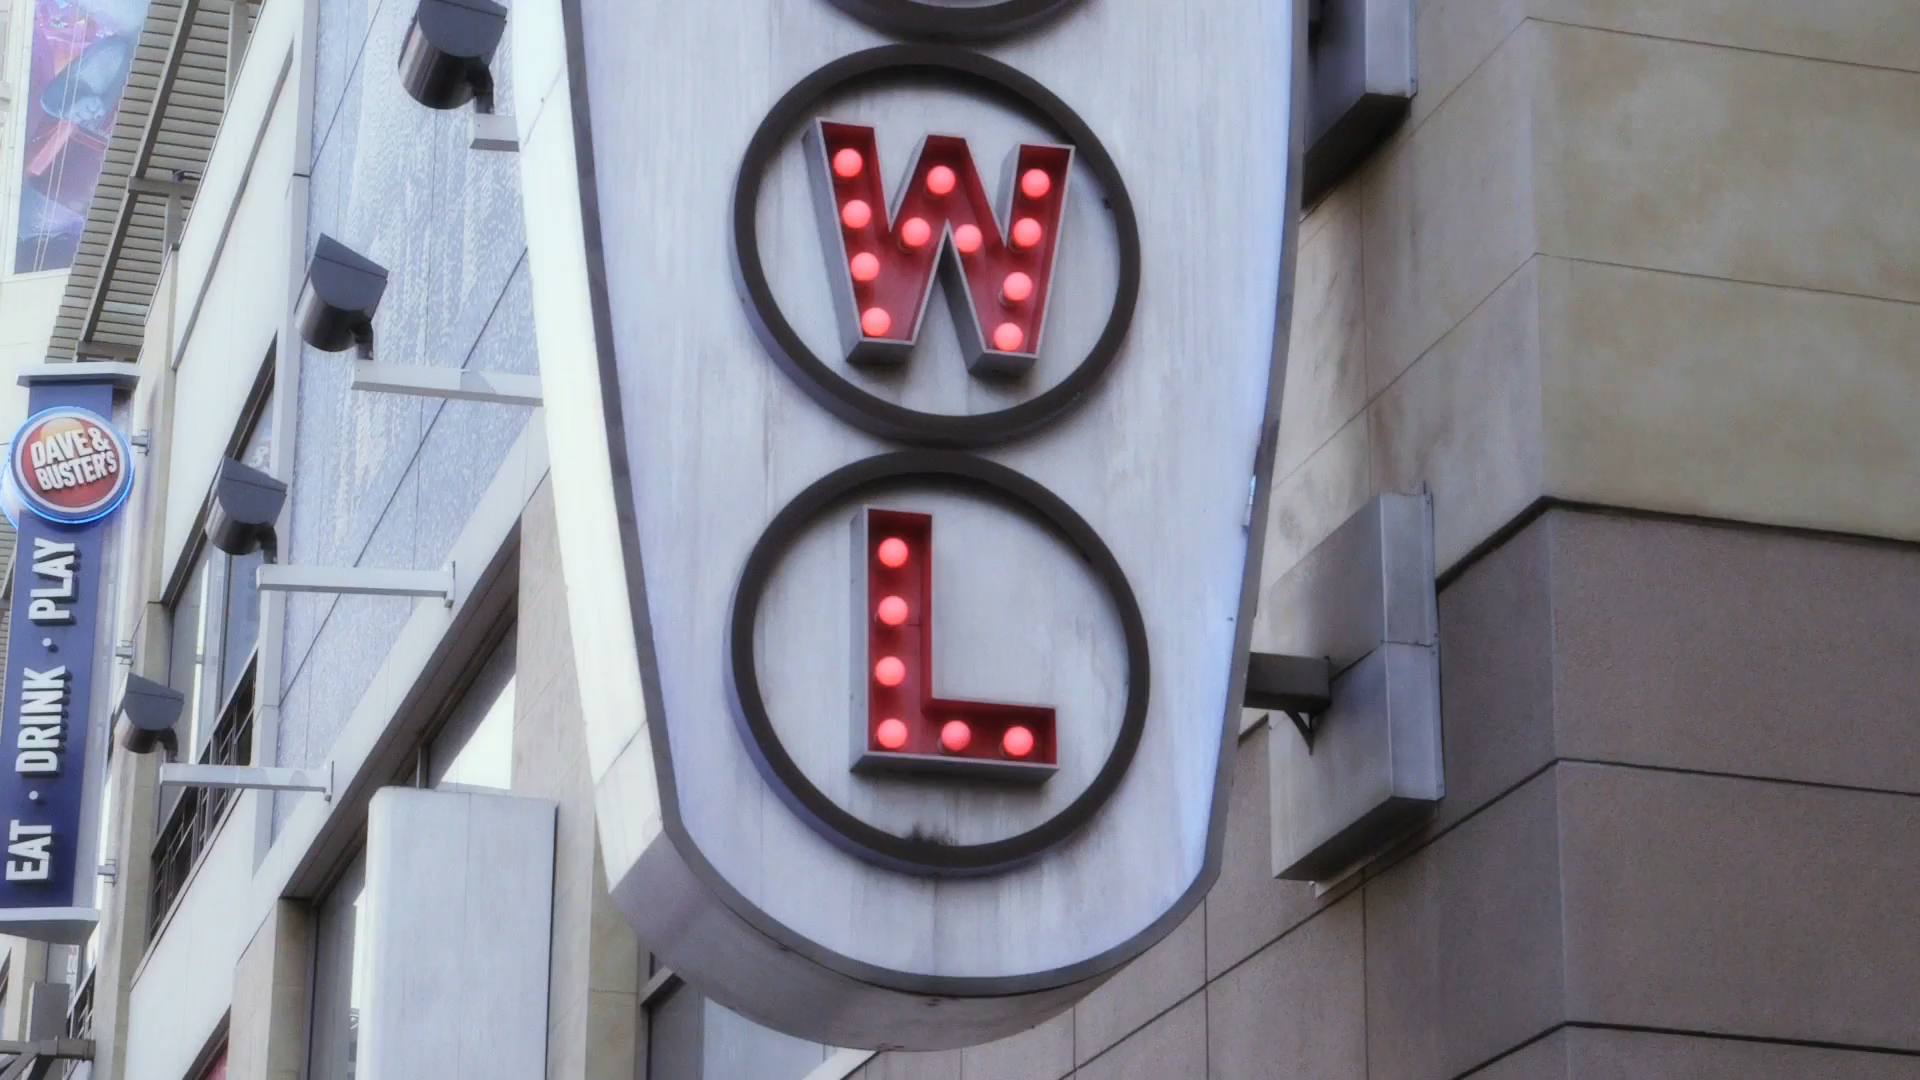 W
L
DAVE &
BUSTER'S
EAT · DRINK · PLAY